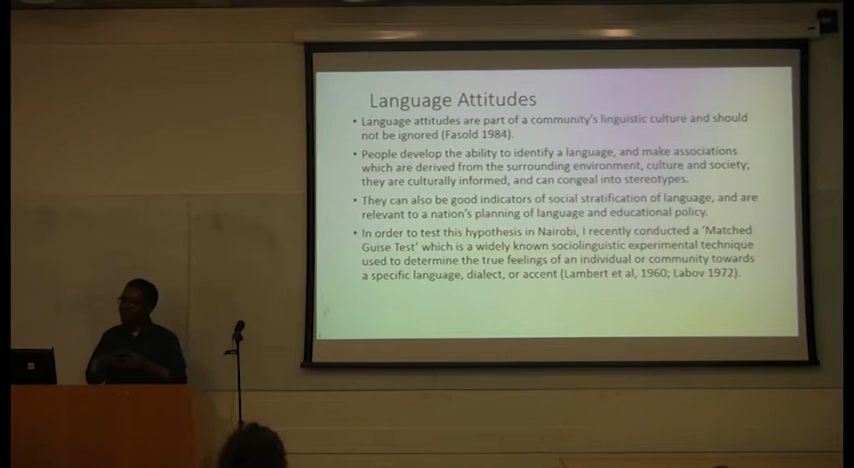 Language Attitudes
• Language attitudes are part of a community's linguistic culture and should
not be ignored (Fasold 1984).
• People develop the ability to identify a language, and make associations
which are derived from the surrounding environment, culture and society;
they are culturally informed, and can congeal into stereotypes.
• They can also be good indicators of social stratification of language, and are
relevant to a nation's planning of language and educational policy.
• In order to test this hypothesis in Nairobi, I recently conducted a 'Matched
Guise Test' which is a widely known sociolinguistic experimental technique
used to determine the true feelings of an individual or community towards
a specific language, dialect, or accent (Lambert et al, 1960; Labov 1972).